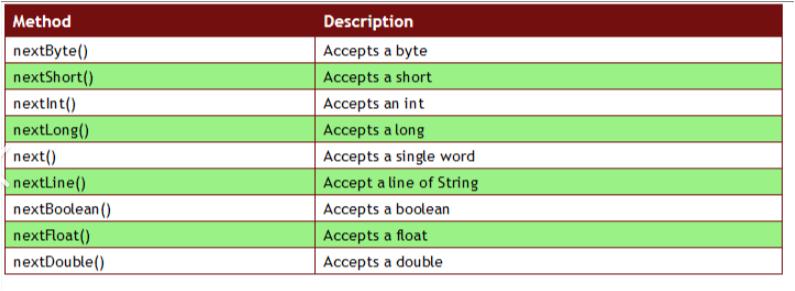 Method Description
nextByte() Accepts a byte
nextShort() Accepts a short
nextInt() Accepts an int
nextLong() Accepts a long
next() Accepts a single word
nextLine() Accept a line of String
nextBoolean() Accepts a boolean
nextFloat() Accepts a float
nextDouble() Accepts a double